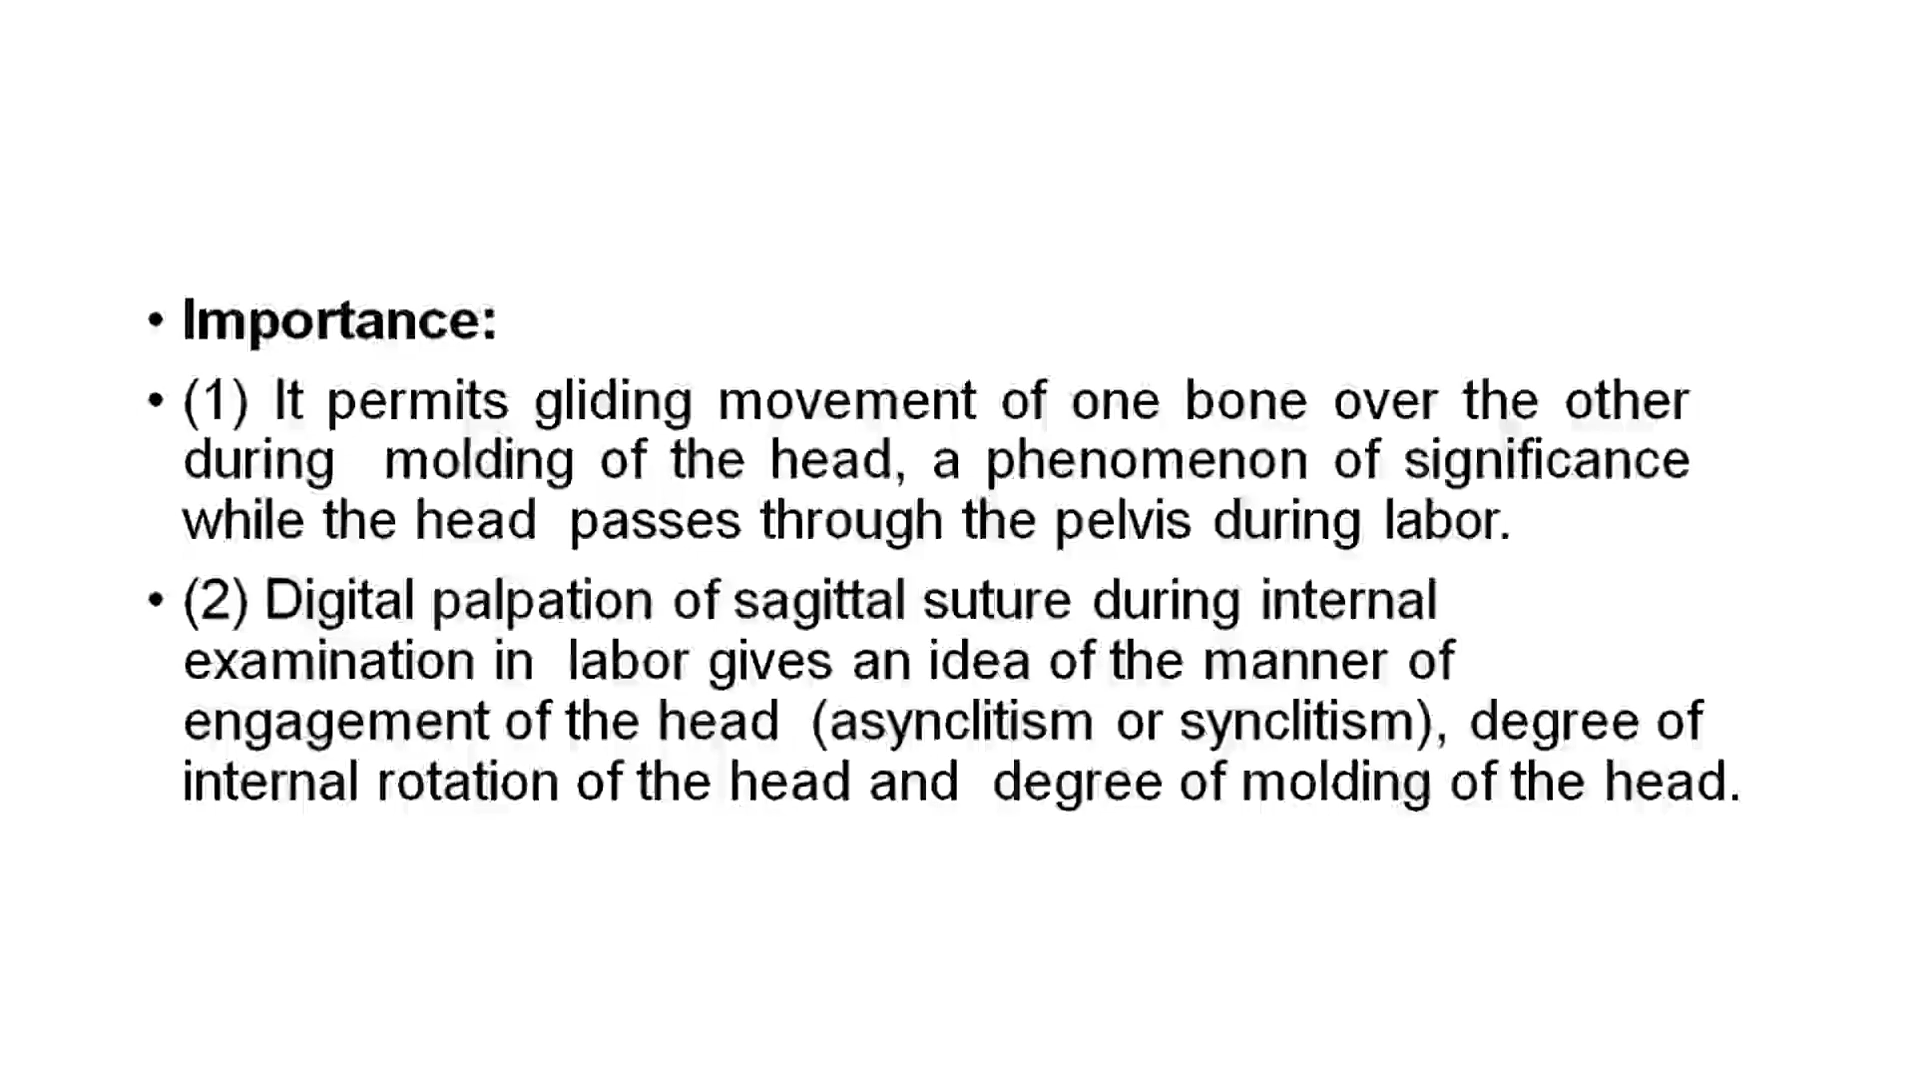 • Importance:
• (1) It permits gliding movement of one bone over the other
during molding of the head, a phenomenon of significance
while the head passes through the pelvis during labor.
• (2) Digital palpation of sagittal suture during internal
examination in labor gives an idea of the manner of
engagement of the head (asynclitism or synclitism), degree of
internal rotation of the head and degree of molding of the head.